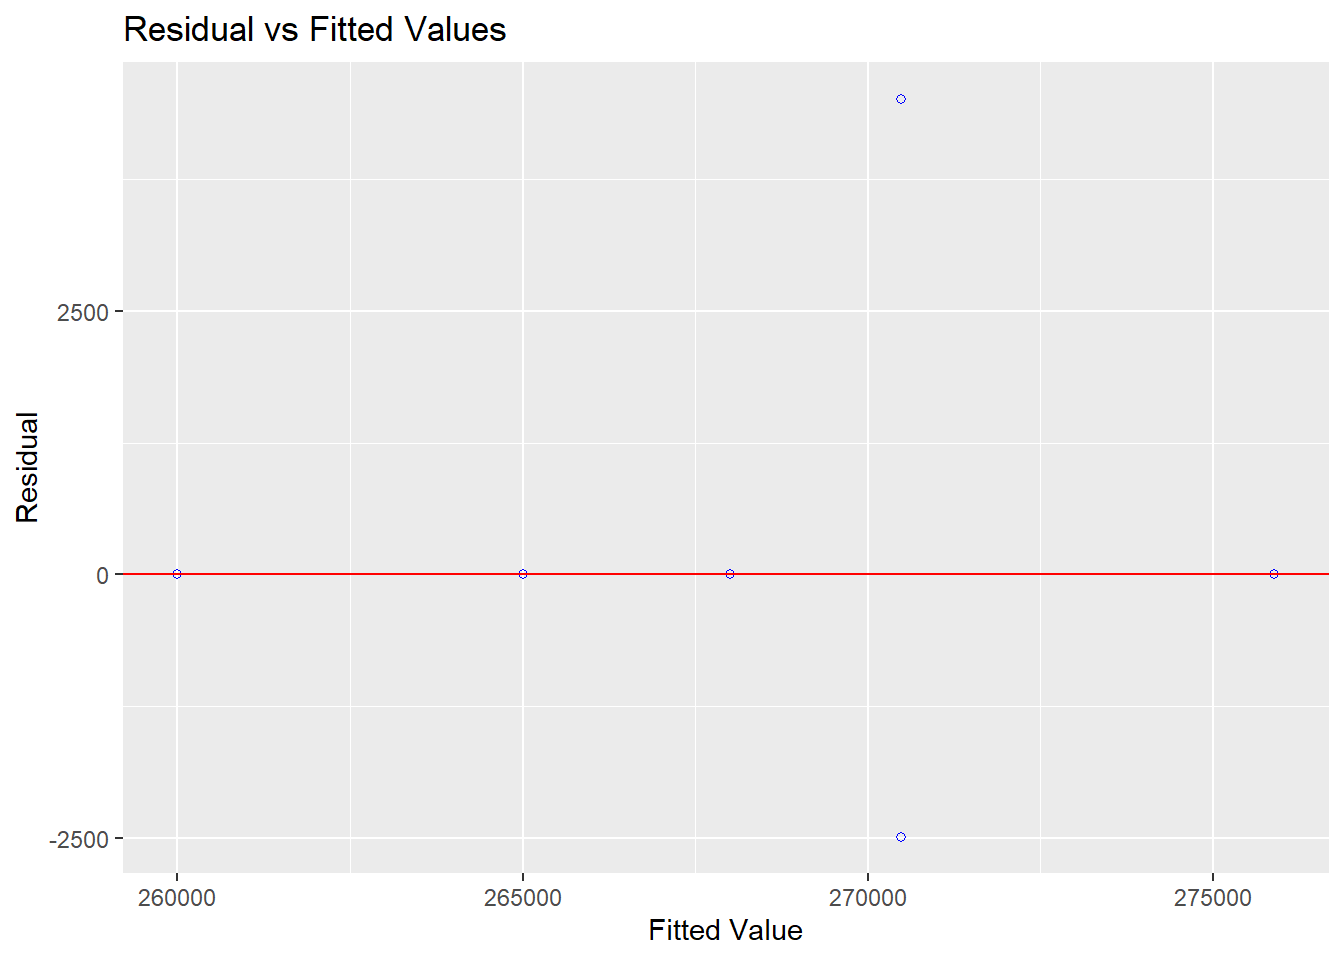 Residual vs Fitted Values
2500
0
-2500
Residual
260000 265000 270000 275000
Fitted Value